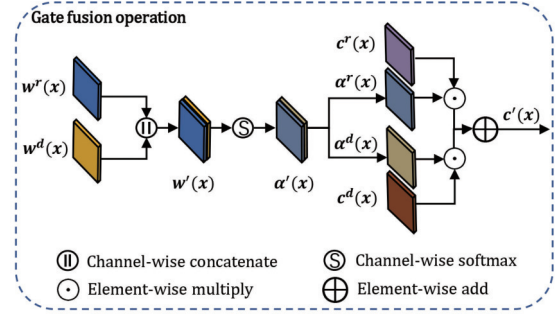 Gate fusion operation
c^r(x)
w^r(x)
α^r(x)
c'(x)
w^d(x)
α^d(x)
w'(x)
α'(x)
c^d(x)
Channel-wise concatenate
S Channel-wise softmax
Element-wise multiply
Element-wise add